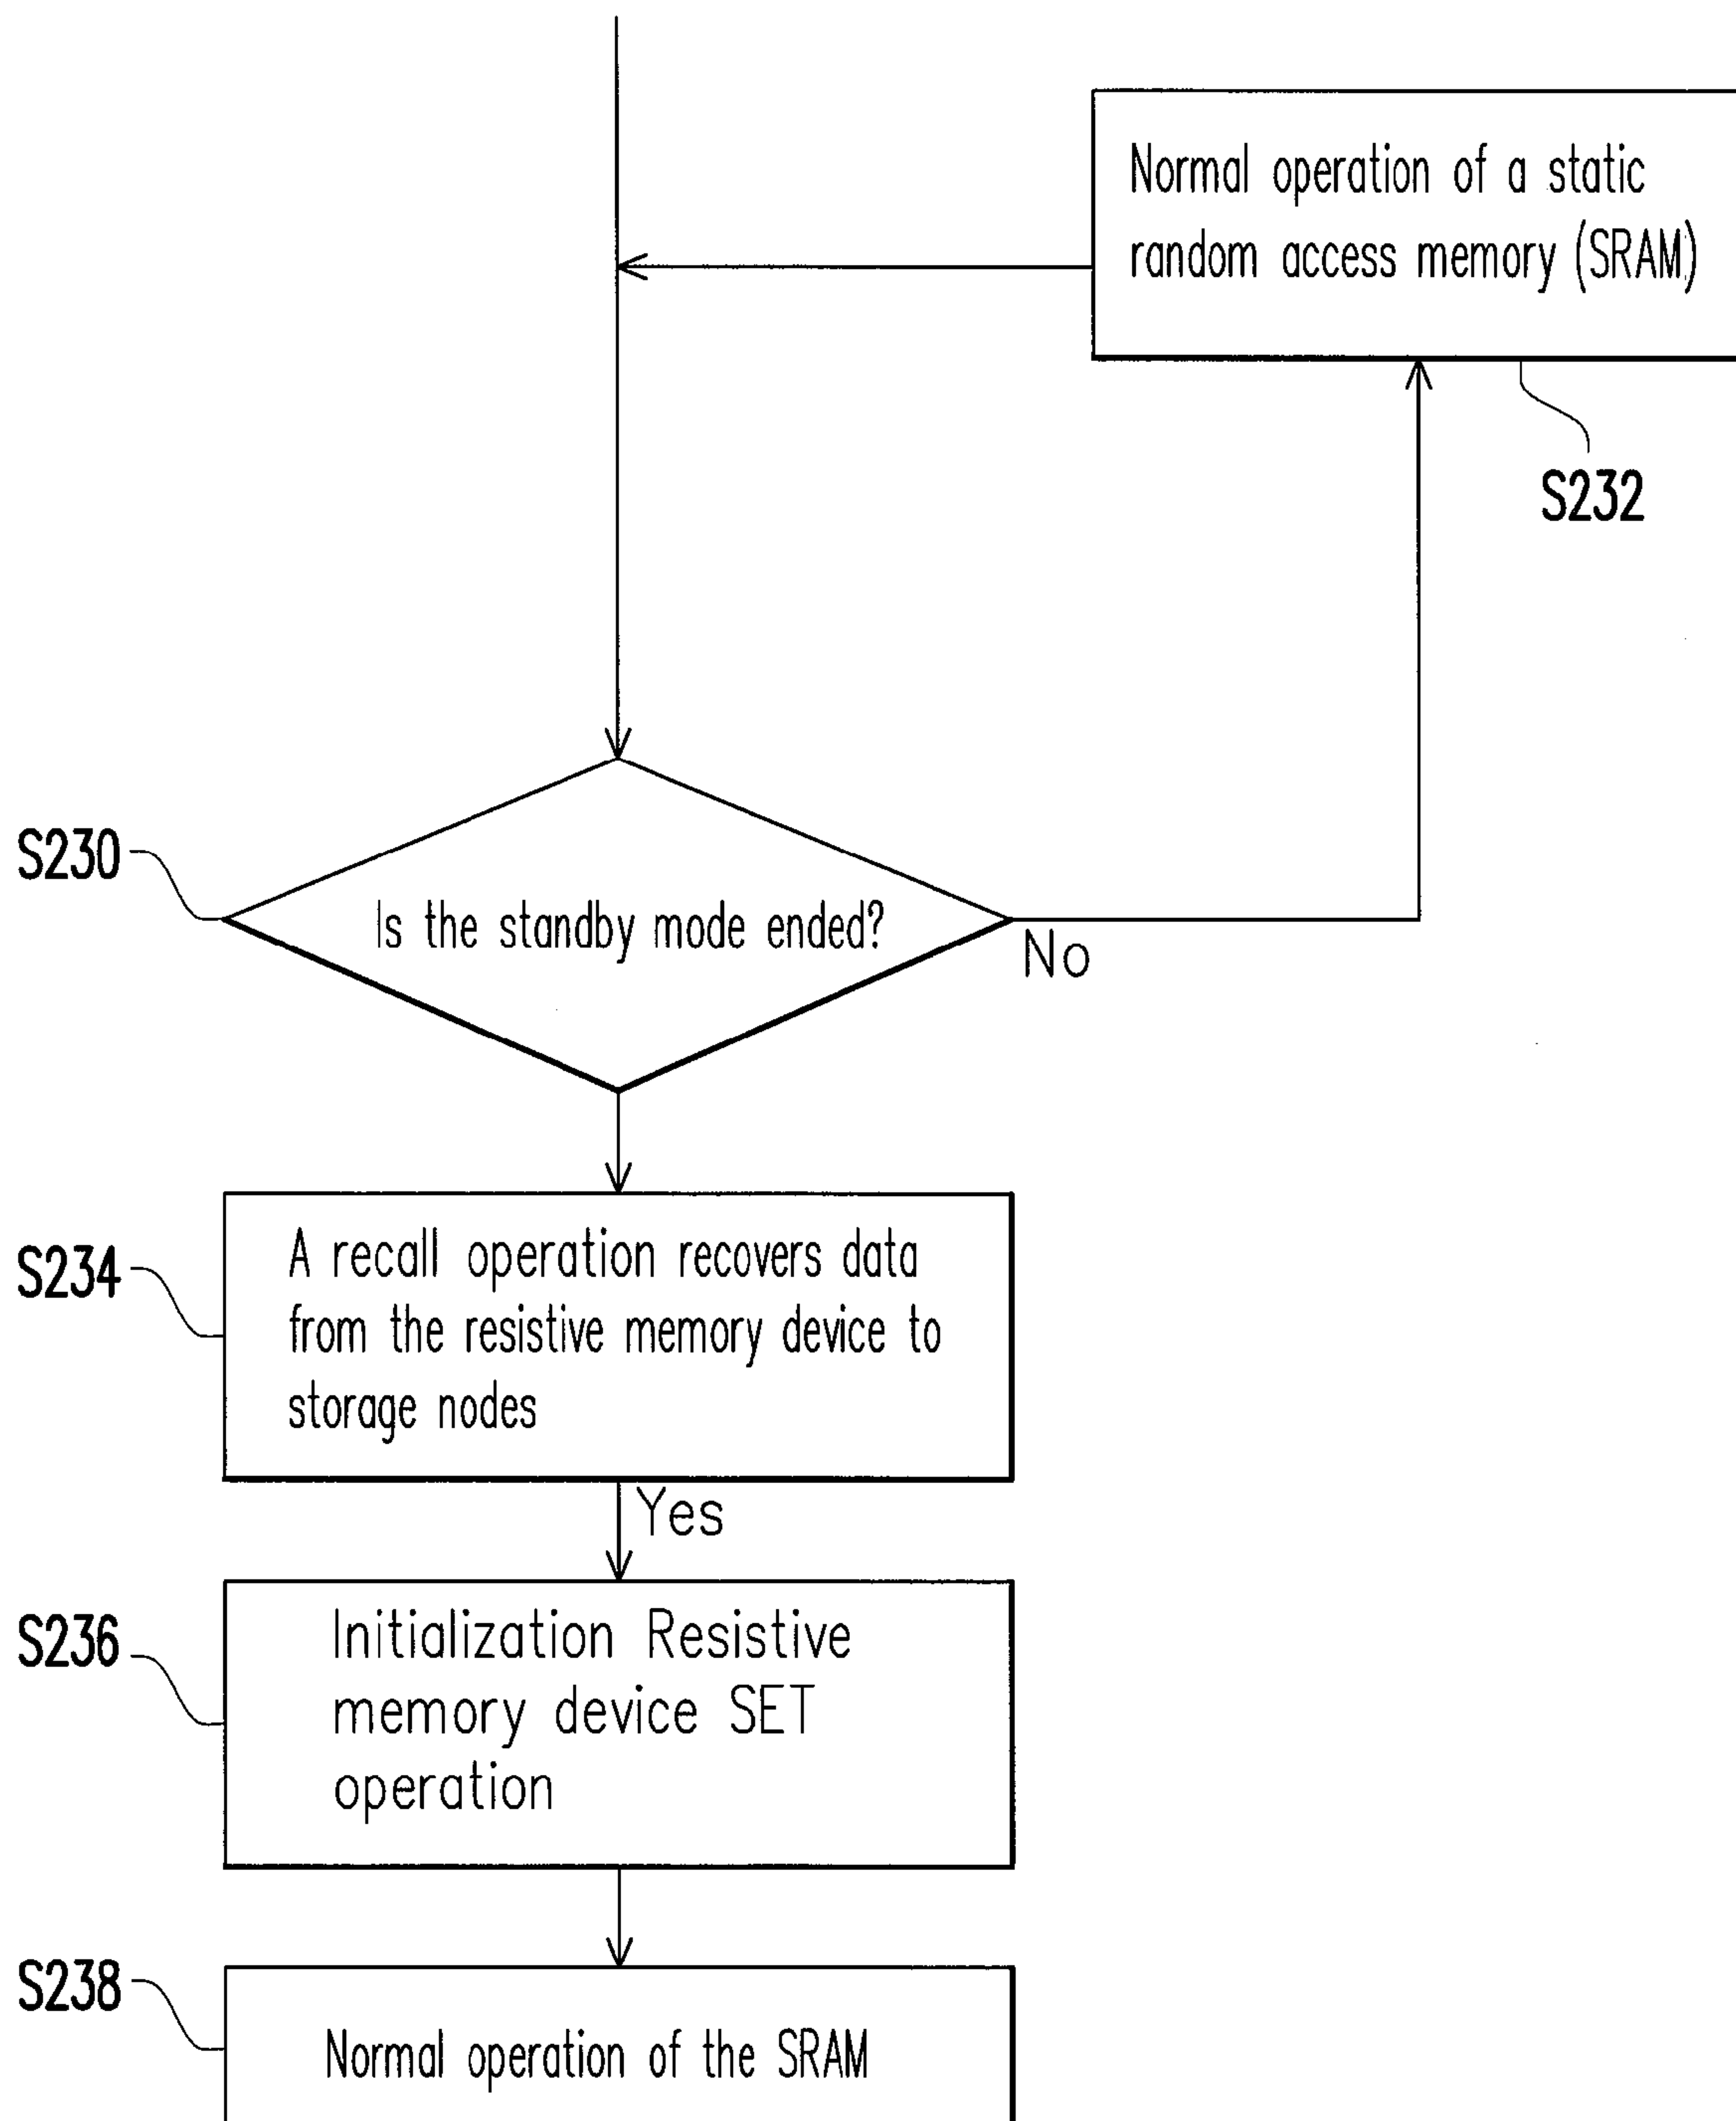 Normal operation of a static
random access memory (SRAM)
S232
S230
Is the standby mode ended?
No
S234
A recall operation recovers data
from the resistive memory device to
storage nodes
Yes
S236
Initialization Resistive
memory device SET
operation
S238
Normal operation of the SRAM